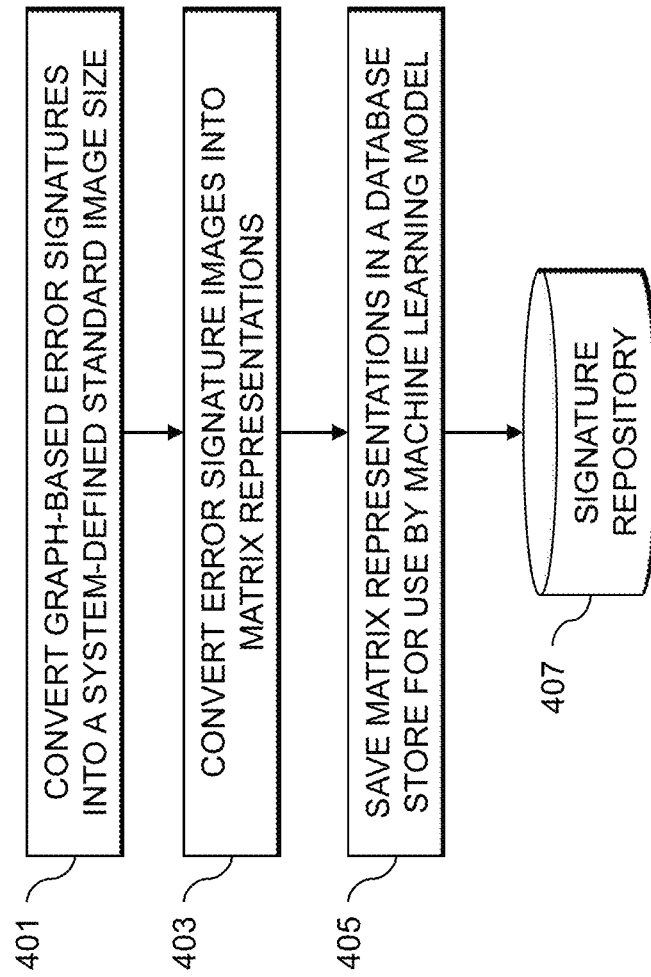 401
CONVERT GRAPH-BASED ERROR SIGNATURES
INTO A SYSTEM-DEFINED STANDARD IMAGE SIZE
403
CONVERT ERROR SIGNATURE IMAGES INTO
MATRIX REPRESENTATIONS
405
SAVE MATRIX REPRESENTATIONS IN A DATABASE
STORE FOR USE BY MACHINE LEARNING MODEL
407
SIGNATURE
REPOSITORY